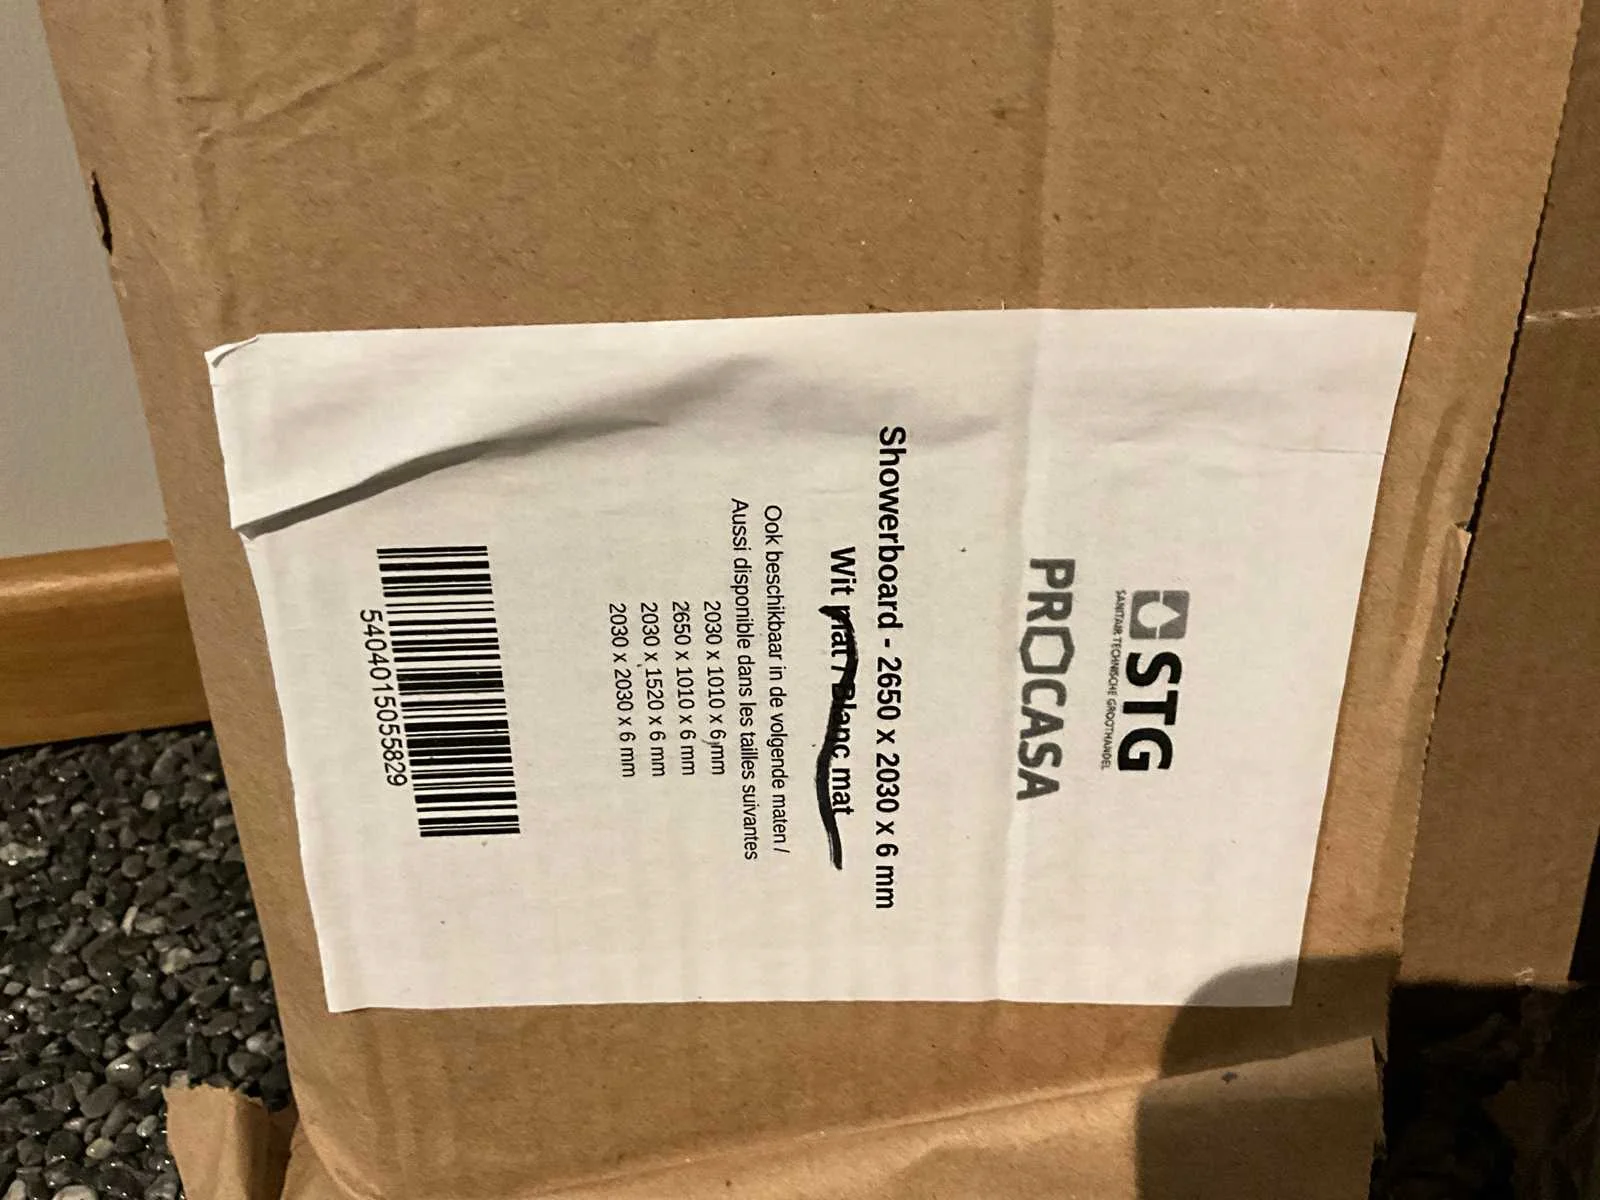 STG
SANITAIR TECHNISCHE GROOTHANDEL
PROCASA
Showerboard - 2650 x 2030 x 6 mm
Wit mat / Blanc mat
Ook beschikbaar in de volgende maten /
Aussi disponible dans les tailles suivantes
2030 x 1010 x 6 mm
2650 x 1010 x 6 mm
2030 x 1520 x 6 mm
2030 x 2030 x 6 mm
5404015055829